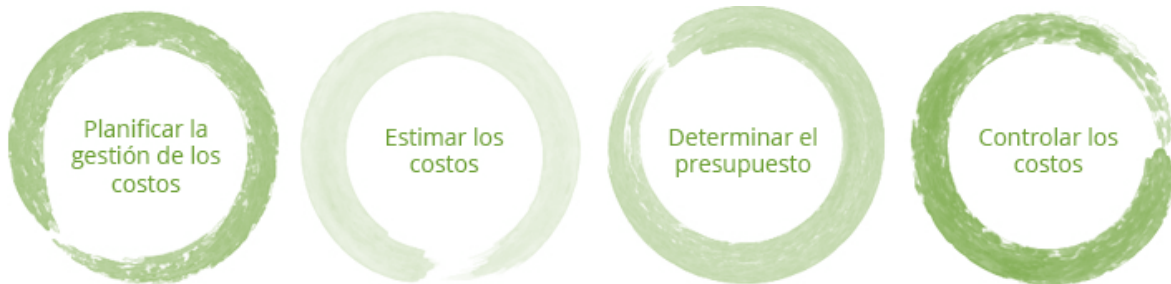 Planificar la
gestión de los
costos
Estimar los
costos
Determinar el
presupuesto
Controlar los
costos